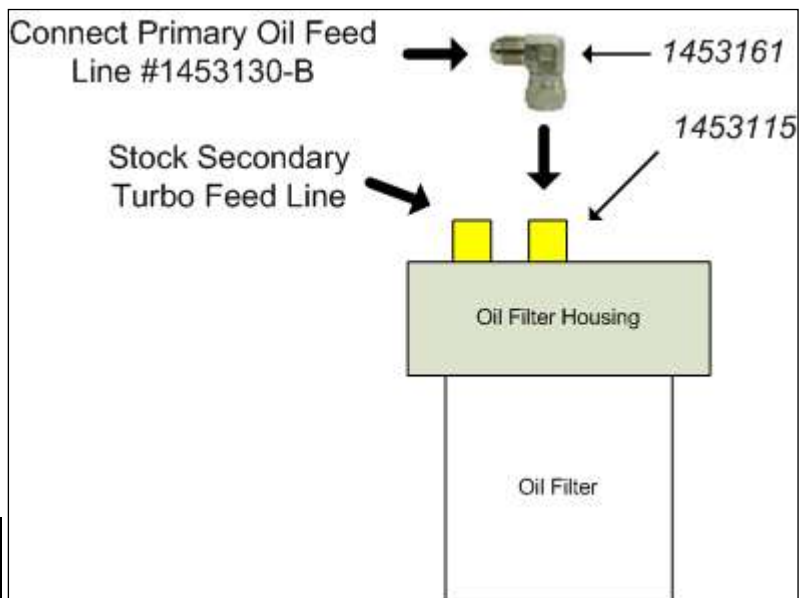 Connect Primary Oil Feed
Line #1453130-B
1453161
1453115
Stock Secondary
Turbo Feed Line
Oil Filter Housing
Oil Filter